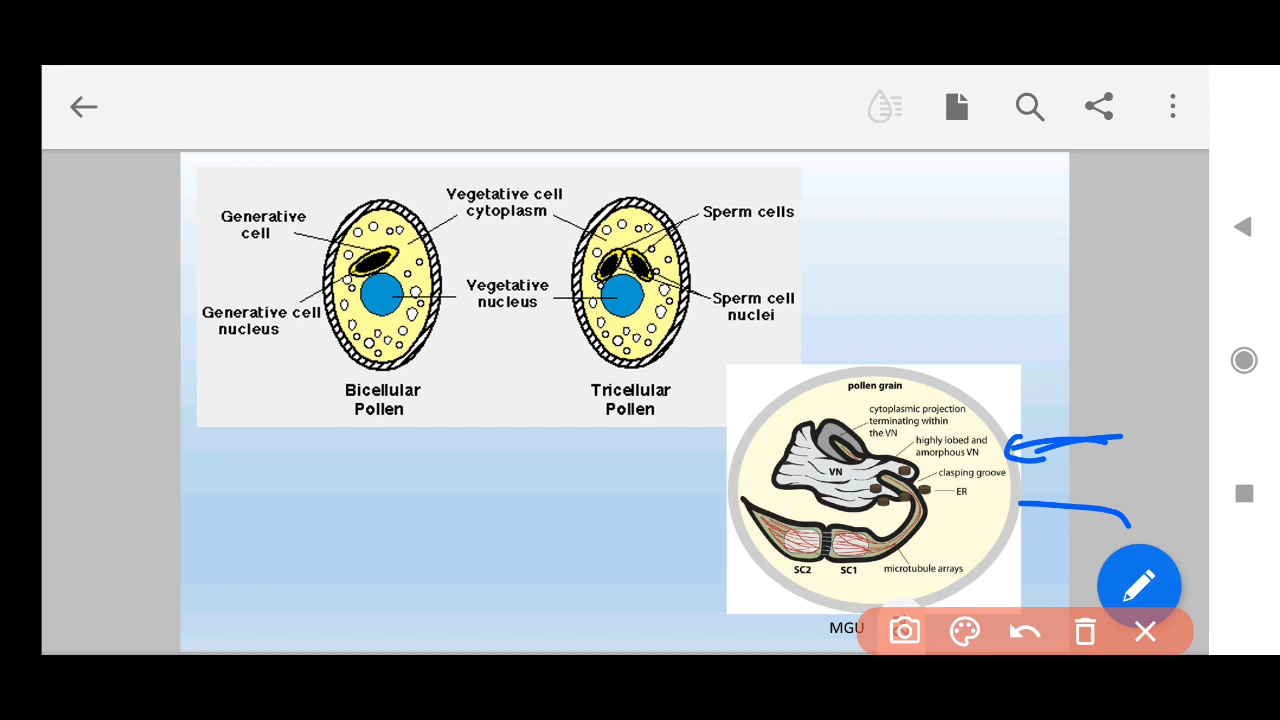 Vegetative cell
cytoplasm
Generative
cell
Sperm cells
Vegetative
nucleus
Generative cell
nucleus
Sperm cell
nuclei
Bicellular
Pollen
Tricellular
Pollen
pollen grain
cytoplasmic projection
terminating within
the VN
highly lobed and
amorphous VN
VN
clasping groove
ER
SC2
SC1
microtubule arrays
MGU